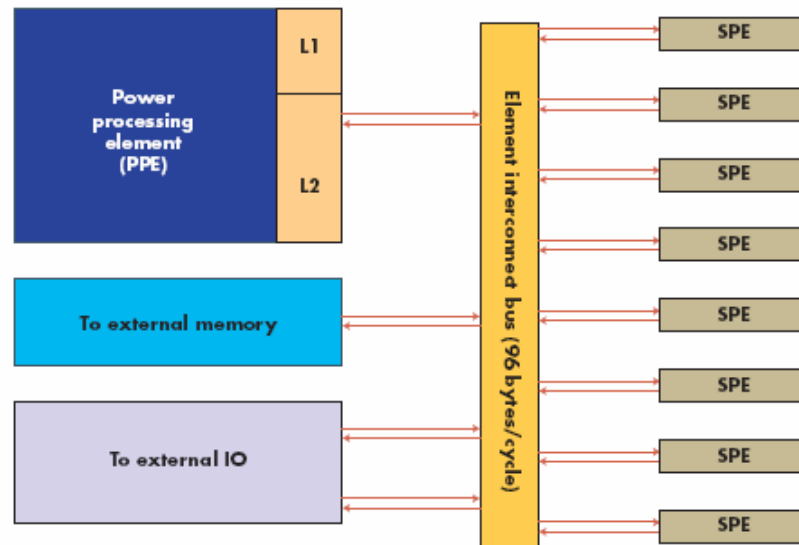 Power
processing
element
(PPE)
L1
L2
To external memory
To external IO
Element interconned bus (96 bytes/cycle)
SPE
SPE
SPE
SPE
SPE
SPE
SPE
SPE